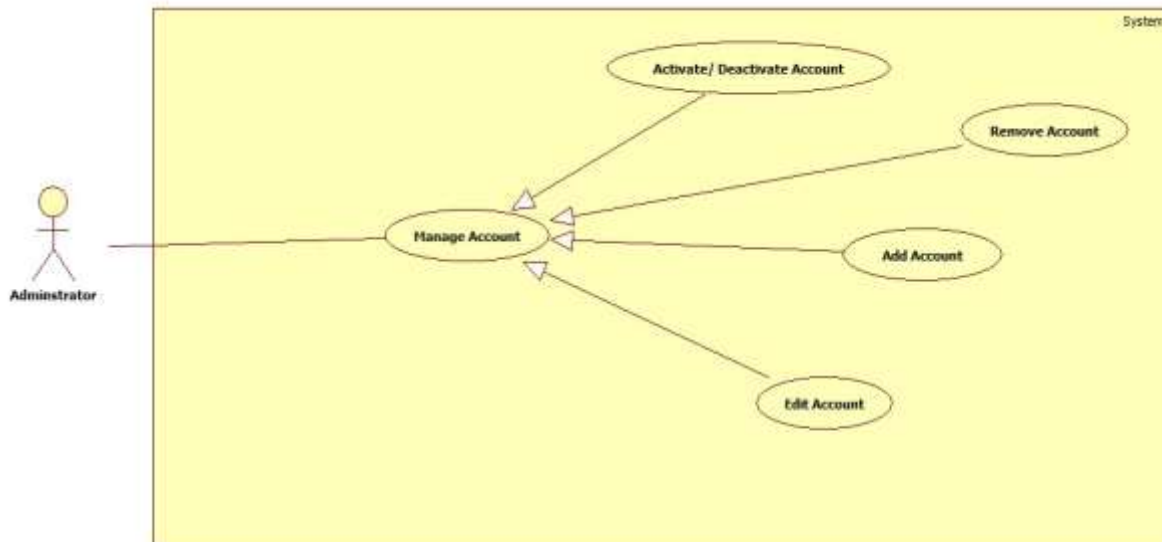 System
Activate/ Deactivate Account
Remove Account
Manage Account
Add Account
Adminstrator
Edit Account